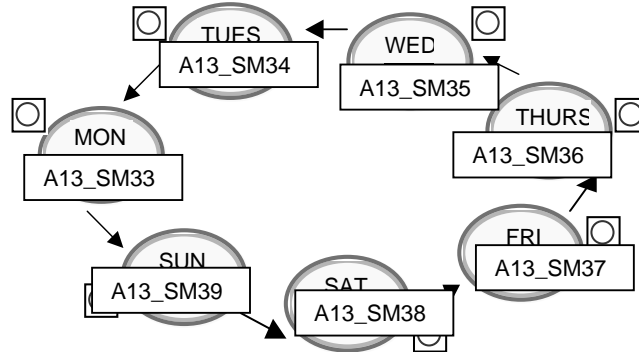 TUES
A13_SM34
WED
A13_SM35
THURS
A13_SM36
MON
A13_SM33
FRI
A13_SM37
SUN
A13_SM39
SAT
A13_SM38